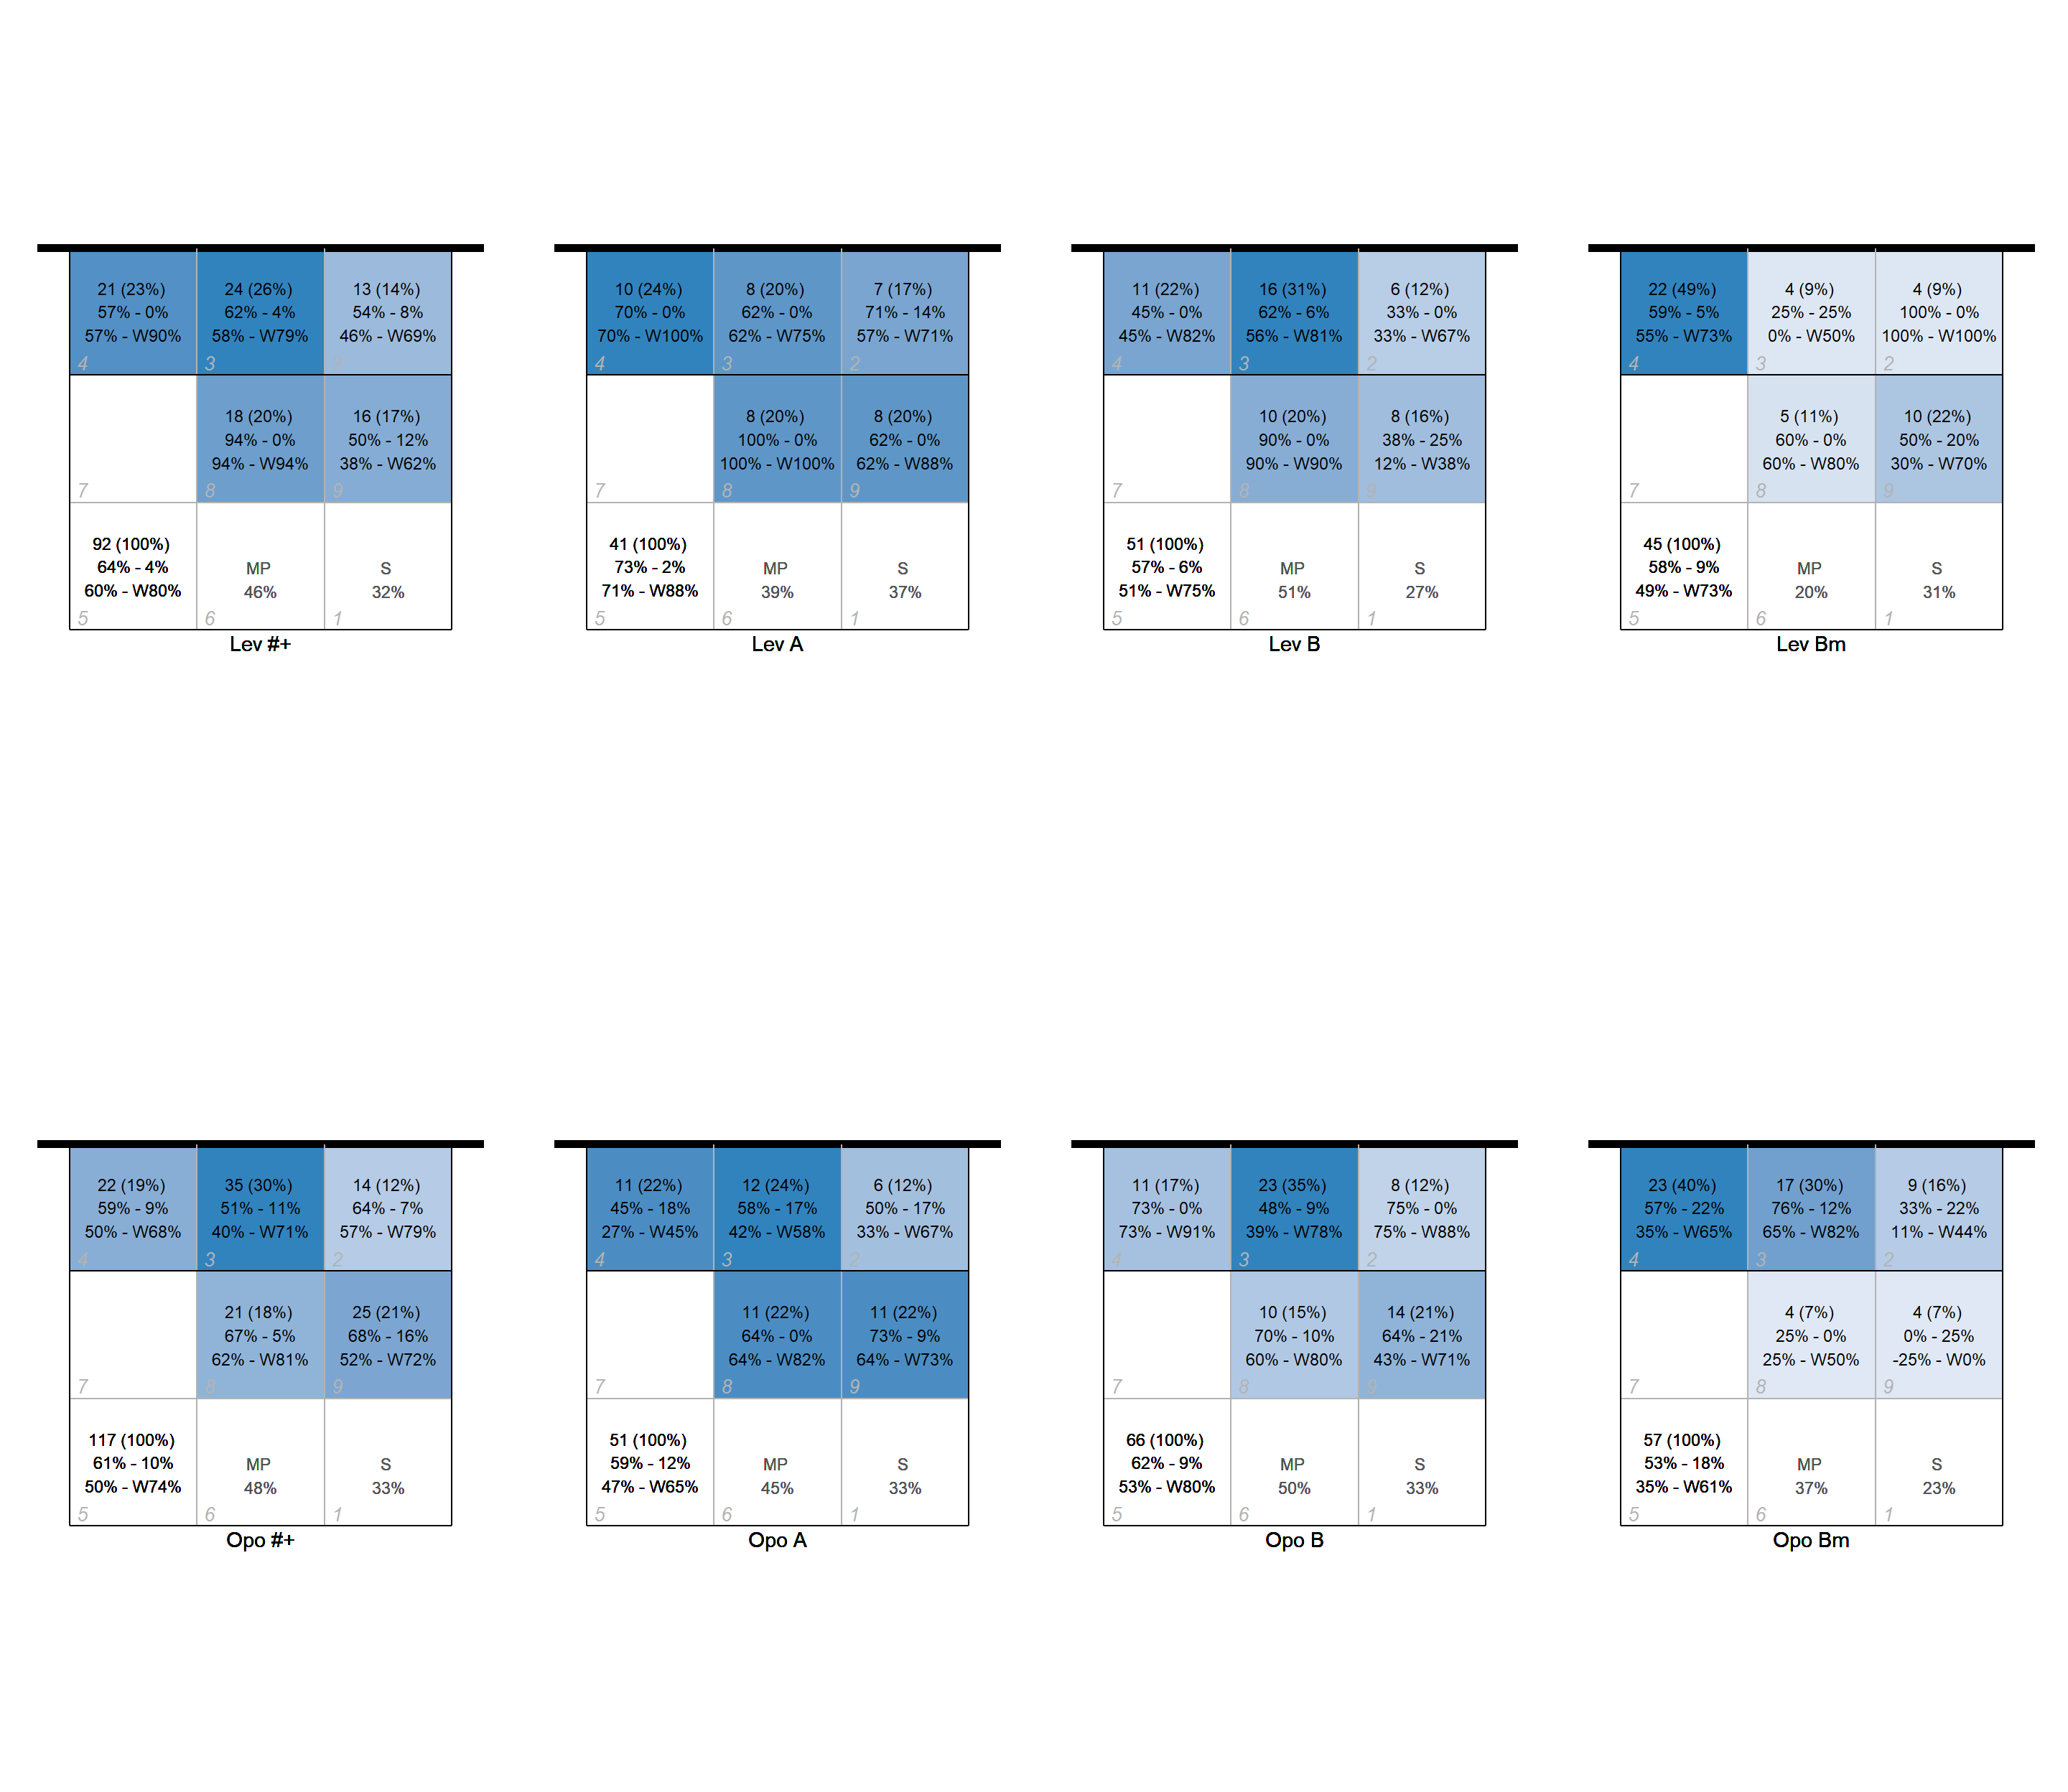 21 (23%)
57% - 0%
57% - W90%
4
24 (26%)
62% - 4%
58% - W79%
3
13 (14%)
54% - 8%
46% - W69%
7
18 (20%)
94% - 0%
94% - W94%
8
16 (17%)
50% - 12%
38% - W62%
9
92 (100%)
64% - 4%
60% - W80%
5
MP
46%
6
S
32%
1
Lev #+
10 (24%)
70% - 0%
70% - W100%
4
8 (20%)
62% - 0%
62% - W75%
3
7 (17%)
71% - 14%
57% - W71%
2
7
8 (20%)
100% - 0%
100% - W100%
8
8 (20%)
62% - 0%
62% - W88%
9
41 (100%)
73% - 2%
71% - W88%
5
MP
39%
6
S
37%
1
Lev A
11 (22%)
45% - 0%
45% - W82%
4
16 (31%)
62% - 6%
56% - W81%
3
6 (12%)
33% - 0%
33% - W67%
2
7
10 (20%)
90% - 0%
90% - W90%
8
8 (16%)
38% - 25%
12% - W38%
9
51 (100%)
57% - 6%
51% - W75%
5
MP
51%
6
S
27%
1
Lev B
22 (49%)
59% - 5%
55% - W73%
4
4 (9%)
25% - 25%
0% - W50%
3
4 (9%)
100% - 0%
100% - W100%
2
7
5 (11%)
60% - 0%
60% - W80%
8
10 (22%)
50% - 20%
30% - W70%
9
45 (100%)
58% - 9%
49% - W73%
5
MP
20%
6
S
31%
1
Lev Bm
22 (19%)
59% - 9%
50% - W68%
4
35 (30%)
51% - 11%
40% - W71%
3
14 (12%)
64% - 7%
57% - W79%
2
7
21 (18%)
67% - 5%
62% - W81%
8
25 (21%)
68% - 16%
52% - W72%
9
117 (100%)
61% - 10%
50% - W74%
5
MP
48%
6
S
33%
1
Opo #+
11 (22%)
45% - 18%
27% - W45%
4
12 (24%)
58% - 17%
42% - W58%
3
6 (12%)
50% - 17%
33% - W67%
2
7
11 (22%)
64% - 0%
64% - W82%
8
11 (22%)
73% - 9%
64% - W73%
9
51 (100%)
59% - 12%
47% - W65%
5
MP
45%
6
S
33%
1
Opo A
11 (17%)
73% - 0%
73% - W91%
4
23 (35%)
48% - 9%
39% - W78%
3
8 (12%)
75% - 0%
75% - W88%
2
7
10 (15%)
70% - 10%
60% - W80%
8
14 (21%)
64% - 21%
43% - W71%
9
66 (100%)
62% - 9%
53% - W80%
5
MP
50%
6
S
33%
1
Opo B
23 (40%)
57% - 22%
35% - W65%
4
17 (30%)
76% - 12%
65% - W82%
3
9 (16%)
33% - 22%
11% - W44%
2
7
4 (7%)
25% - 0%
25% - W50%
8
4 (7%)
0% - 25%
-25% - W0%
9
57 (100%)
53% - 18%
35% - W61%
5
MP
37%
6
S
23%
1
Opo Bm